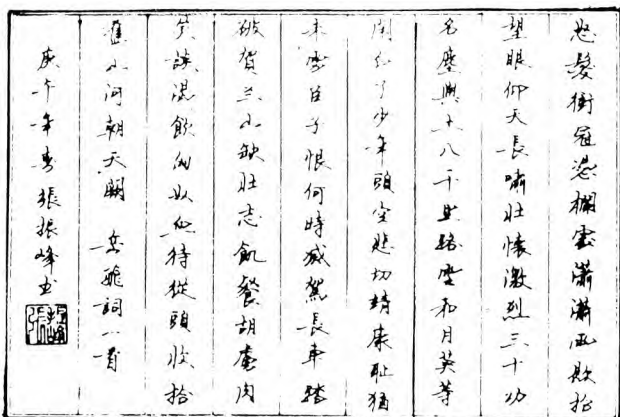 怒髮衝冠憑欄處瀟瀟雨歇抬
望眼仰天長嘯壯懷激烈三十功
名塵與土八千里路雲和月莫等
閑白了少年頭空悲切靖康耻猶
未雪臣子恨何時滅駕長車踏
破賀兰山缺壯志飢餐胡虜肉
笑談渴飲匈奴血待從頭收拾
舊山河朝天闕 岳飛詞一首
庚午年春張振峰书